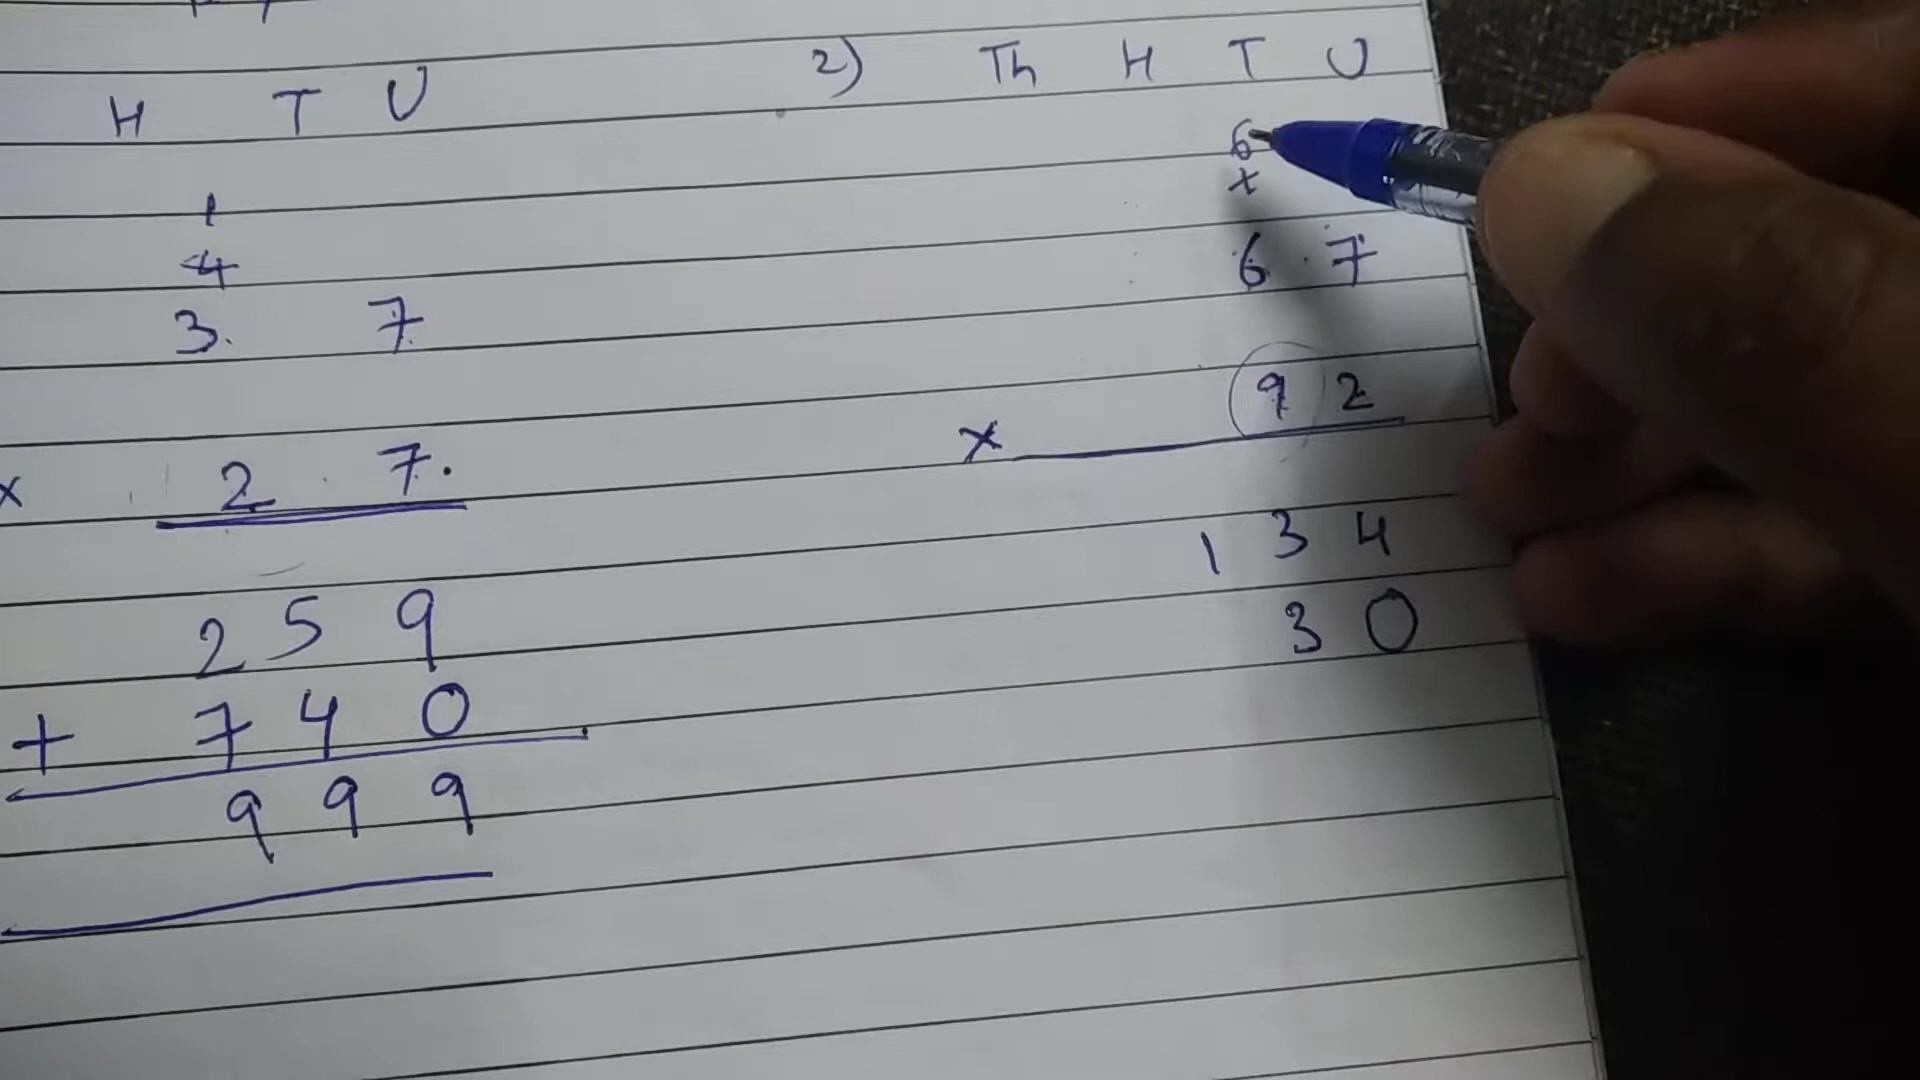 H T U
1
4
3 7
x 2 7
2 5 9
+ 7 4 0
9 9 9
2) Th H T U
6
x
6 7
x 9 2
1 3 4
3 0